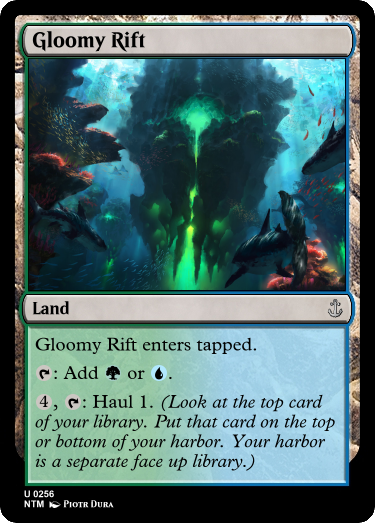 Gloomy Rift
Land
Gloomy Rift enters tapped.
: Add or .
4, : Haul 1. (Look at the top card
of your library. Put that card on the top
or bottom of your harbor. Your harbor
is a separate face up library.)
U 0256
NTM Piotr Dura